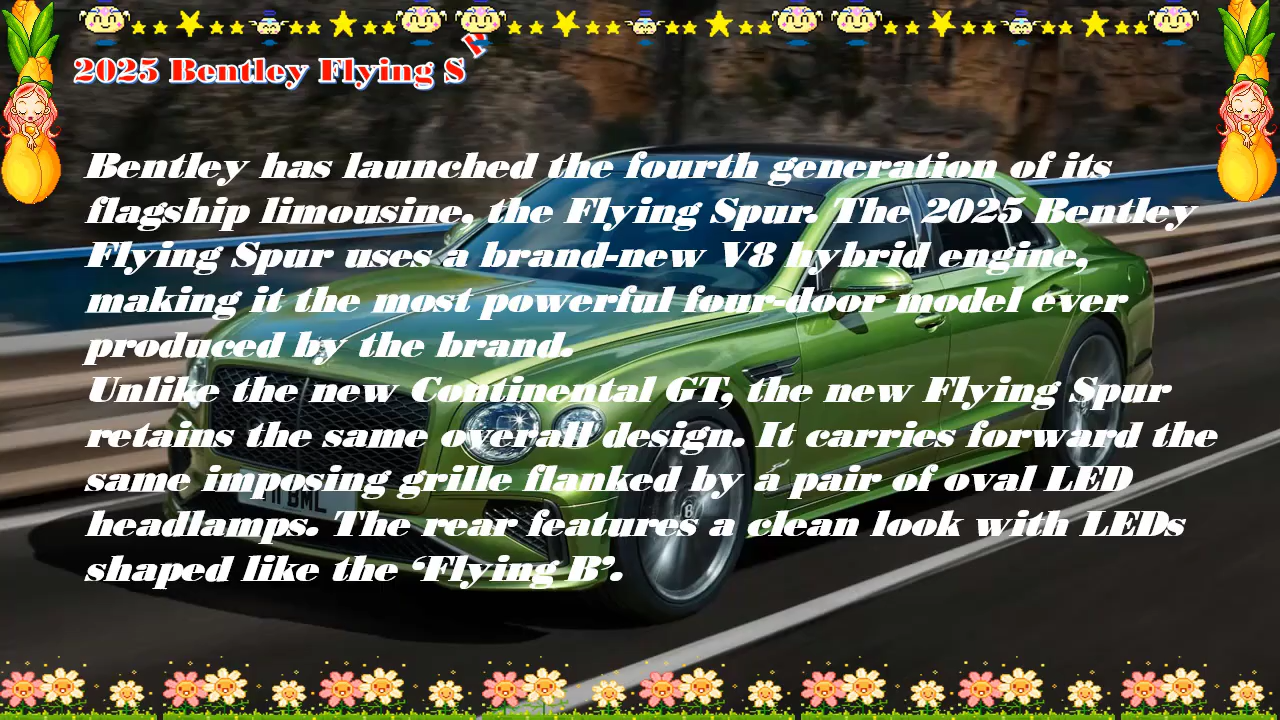 2025 Bentley Flying S
Bentley has launched the fourth generation of its
flagship limousine, the Flying Spur. The 2025 Bentley
Flying Spur uses a brand-new V8 hybrid engine,
making it the most powerful four-door model ever
produced by the brand.
Unlike the new Continental GT, the new Flying Spur
retains the same overall design. It carries forward the
same imposing grille flanked by a pair of oval LED
headlamps. The rear features a clean look with LEDs
shaped like the ‘Flying B’.
BML
B